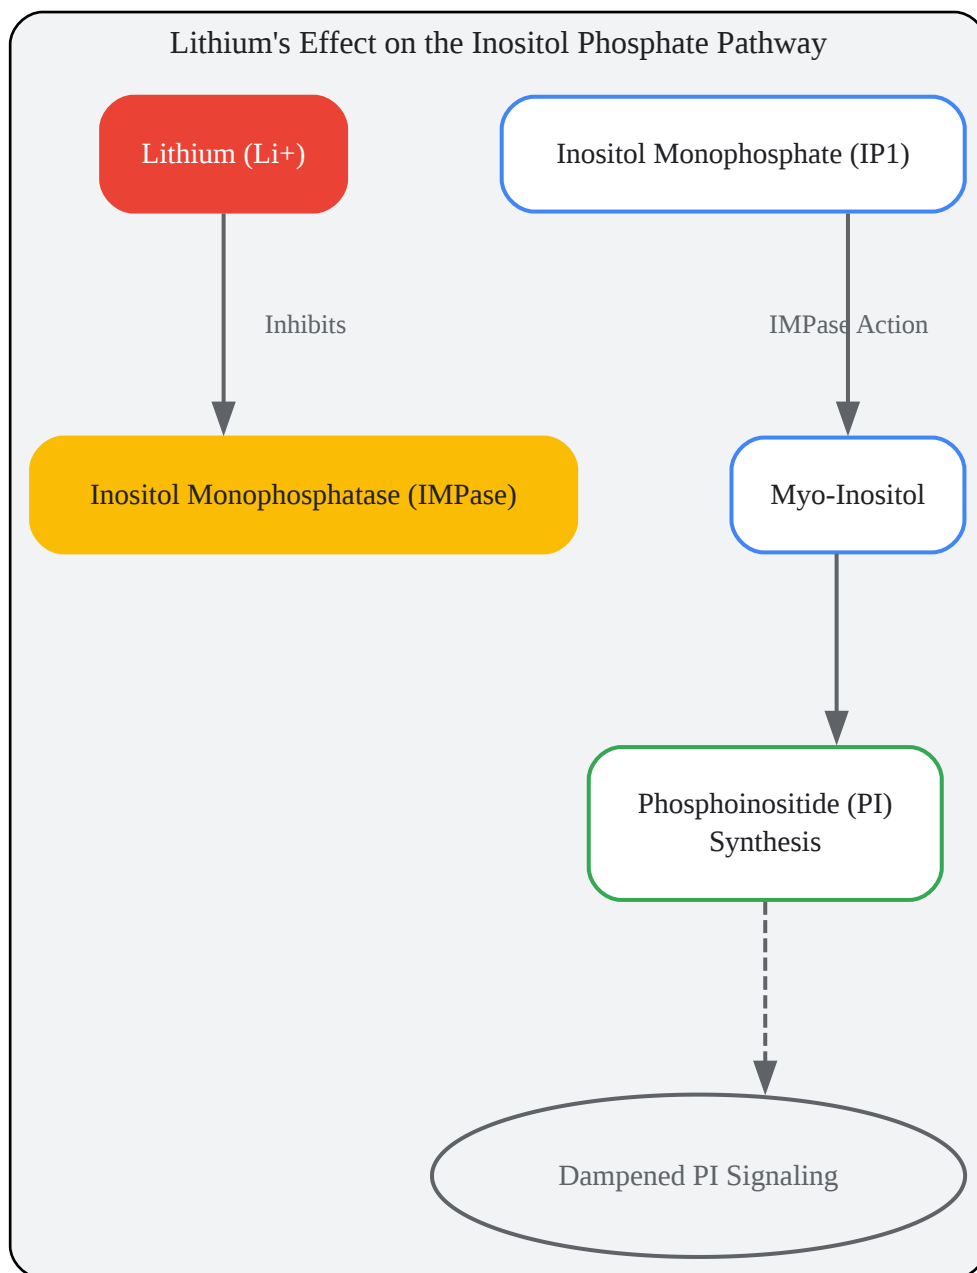 Lithium's Effect on the Inositol Phosphate Pathway
Lithium (Li+)
Inositol Monophosphate (IP1)
Inhibits
IMPase Action
Inositol Monophosphatase (IMPase)
Myo-Inositol
Phosphoinositide (PI)
Synthesis
Dampened PI Signaling